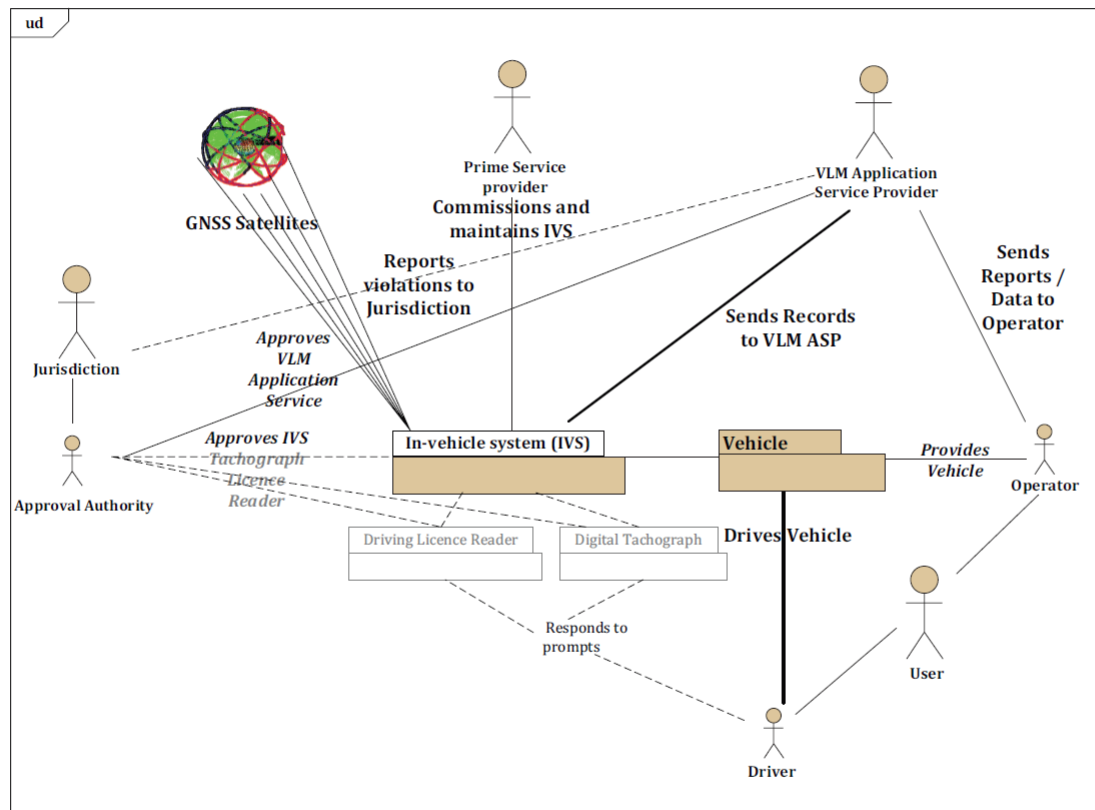 ud
Prime Service
provider
Commissions and
maintains IVS
VLM Application
Service Provider
GNSS Satellites
Reports
violations to
Jurisdiction
Sends
Reports /
Data to
Operator
Sends Records
to VLM ASP
Approves
VLM
Application
Service
Jurisdiction
Approves IVS
Tachograph
Licence
Reader
Approval Authority
In-vehicle system (IVS)
Vehicle
Provides
Vehicle
Operator
Driving Licence Reader
Digital Tachograph
Drives Vehicle
Responds to
prompts
User
Driver